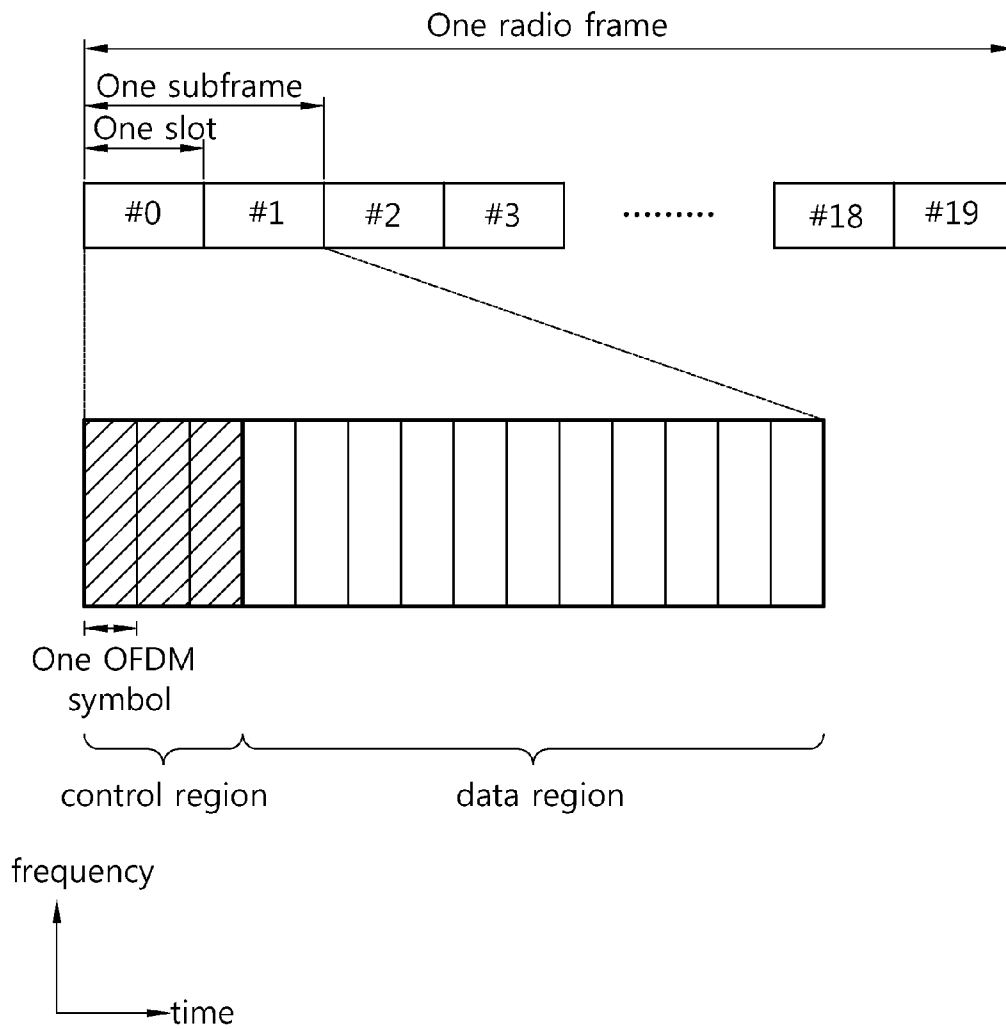 One radio frame
One subframe
One slot
#0 #1 #2 #3 ......... #18 #19
One OFDM
symbol
control region data region
frequency
time